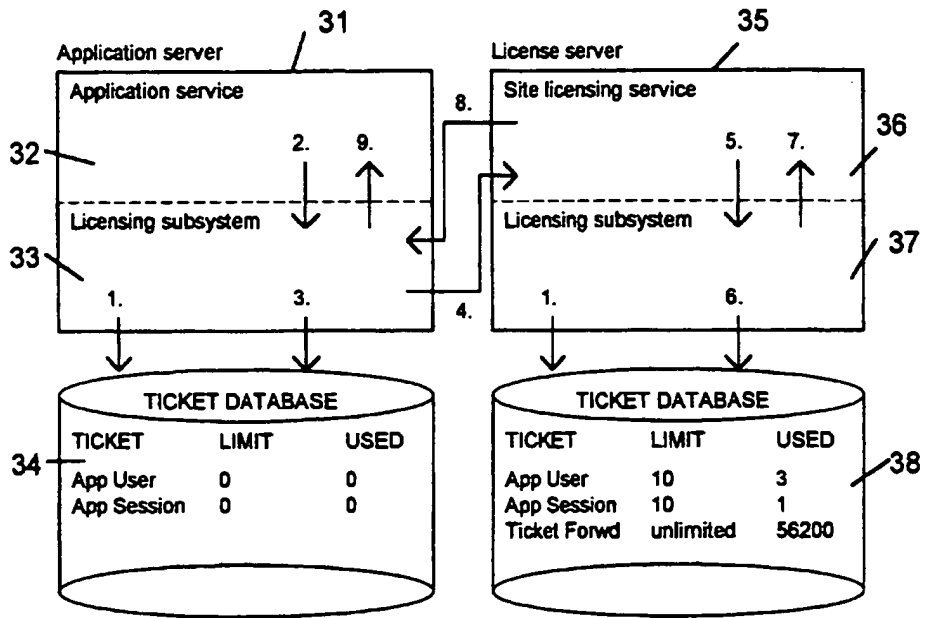 31
35
Application server
License server
Application service
Site licensing service
8.
32
2. 9.
5. 7.
36
Licensing subsystem
Licensing subsystem
33
37
1. 3.
4.
1. 6.
TICKET DATABASE
TICKET DATABASE
TICKET LIMIT USED
TICKET LIMIT USED
34
38
App User 0 0
App User 10 3
App Session 0 0
App Session 10 1
Ticket Forwd unlimited 56200